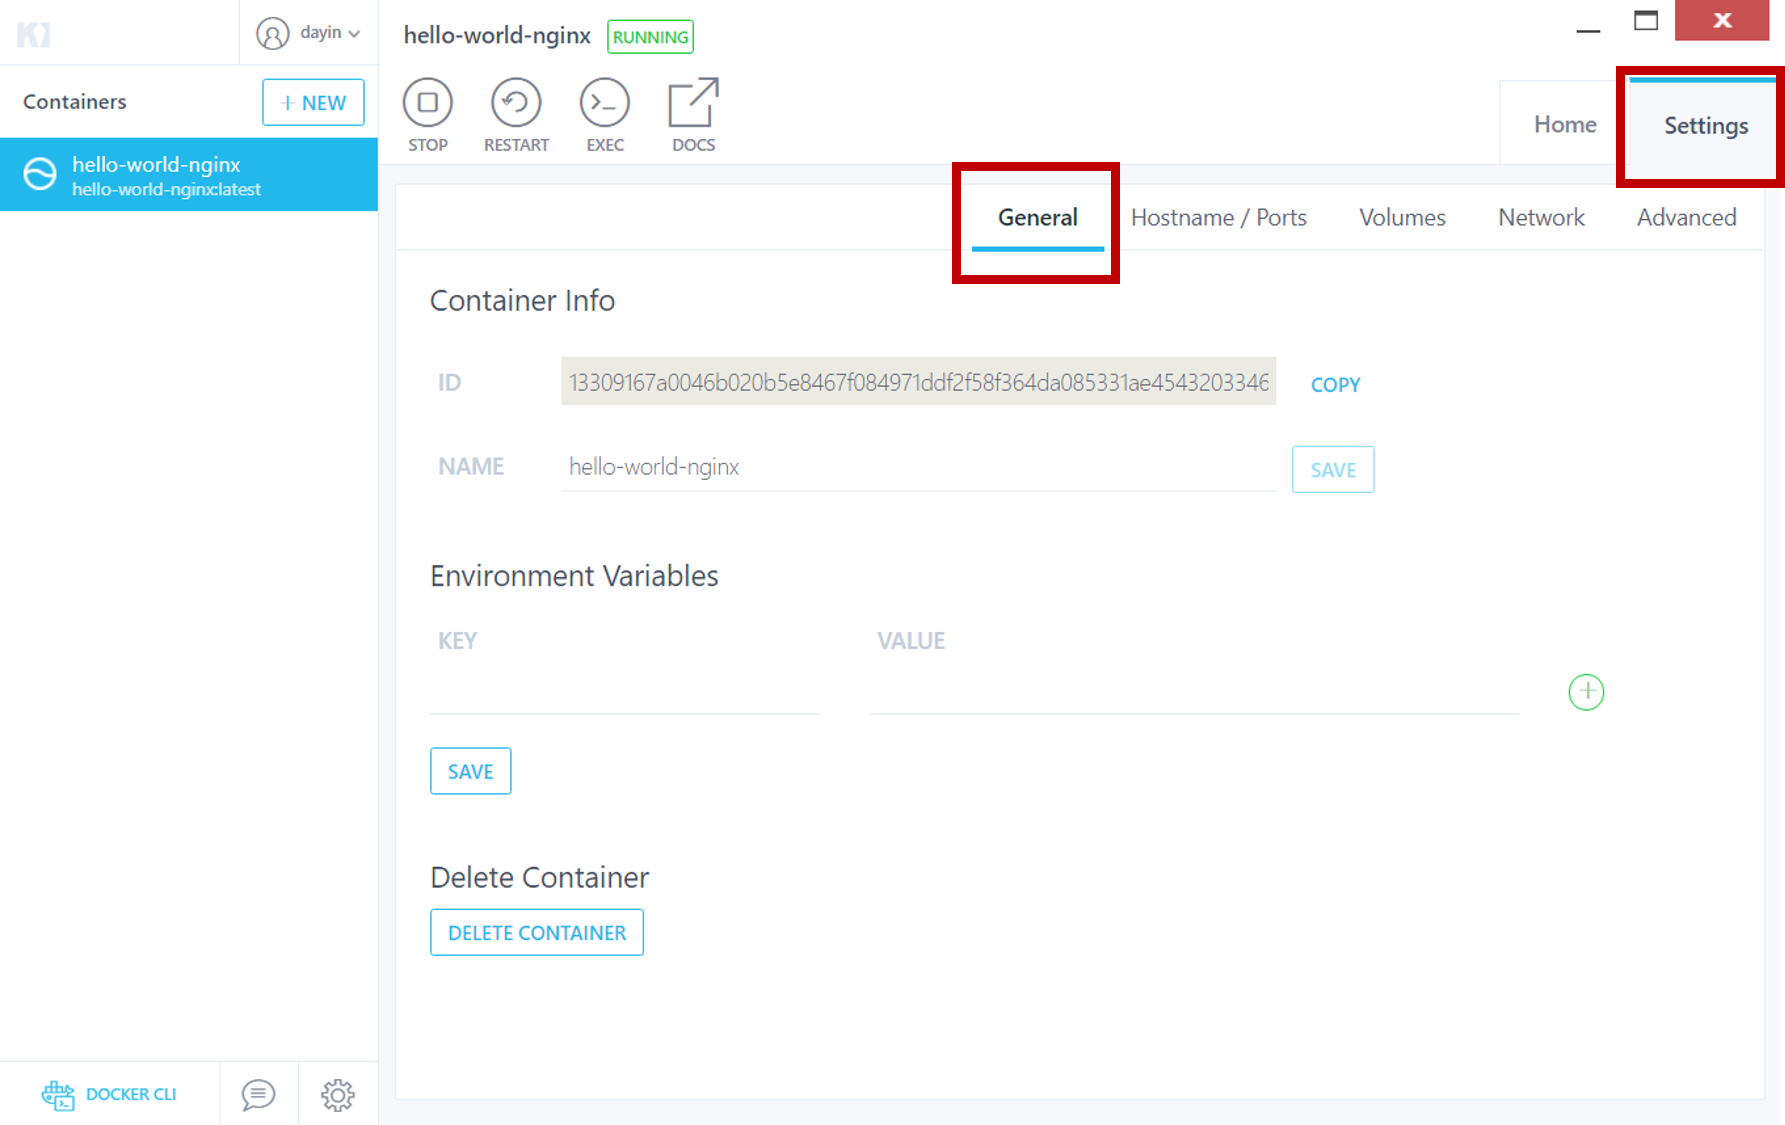 dayin
hello-world-nginx RUNNING
Containers
+ NEW
hello-world-nginx
hello-world-nginx:latest
STOP RESTART EXEC DOCS
Home Settings
General Hostname / Ports Volumes Network Advanced
Container Info
ID 13309167a0046b020b5e8467f084971ddf2f58f364da085331ae4543203346 COPY
NAME hello-world-nginx SAVE
Environment Variables
KEY VALUE
SAVE
Delete Container
DELETE CONTAINER
DOCKER CLI